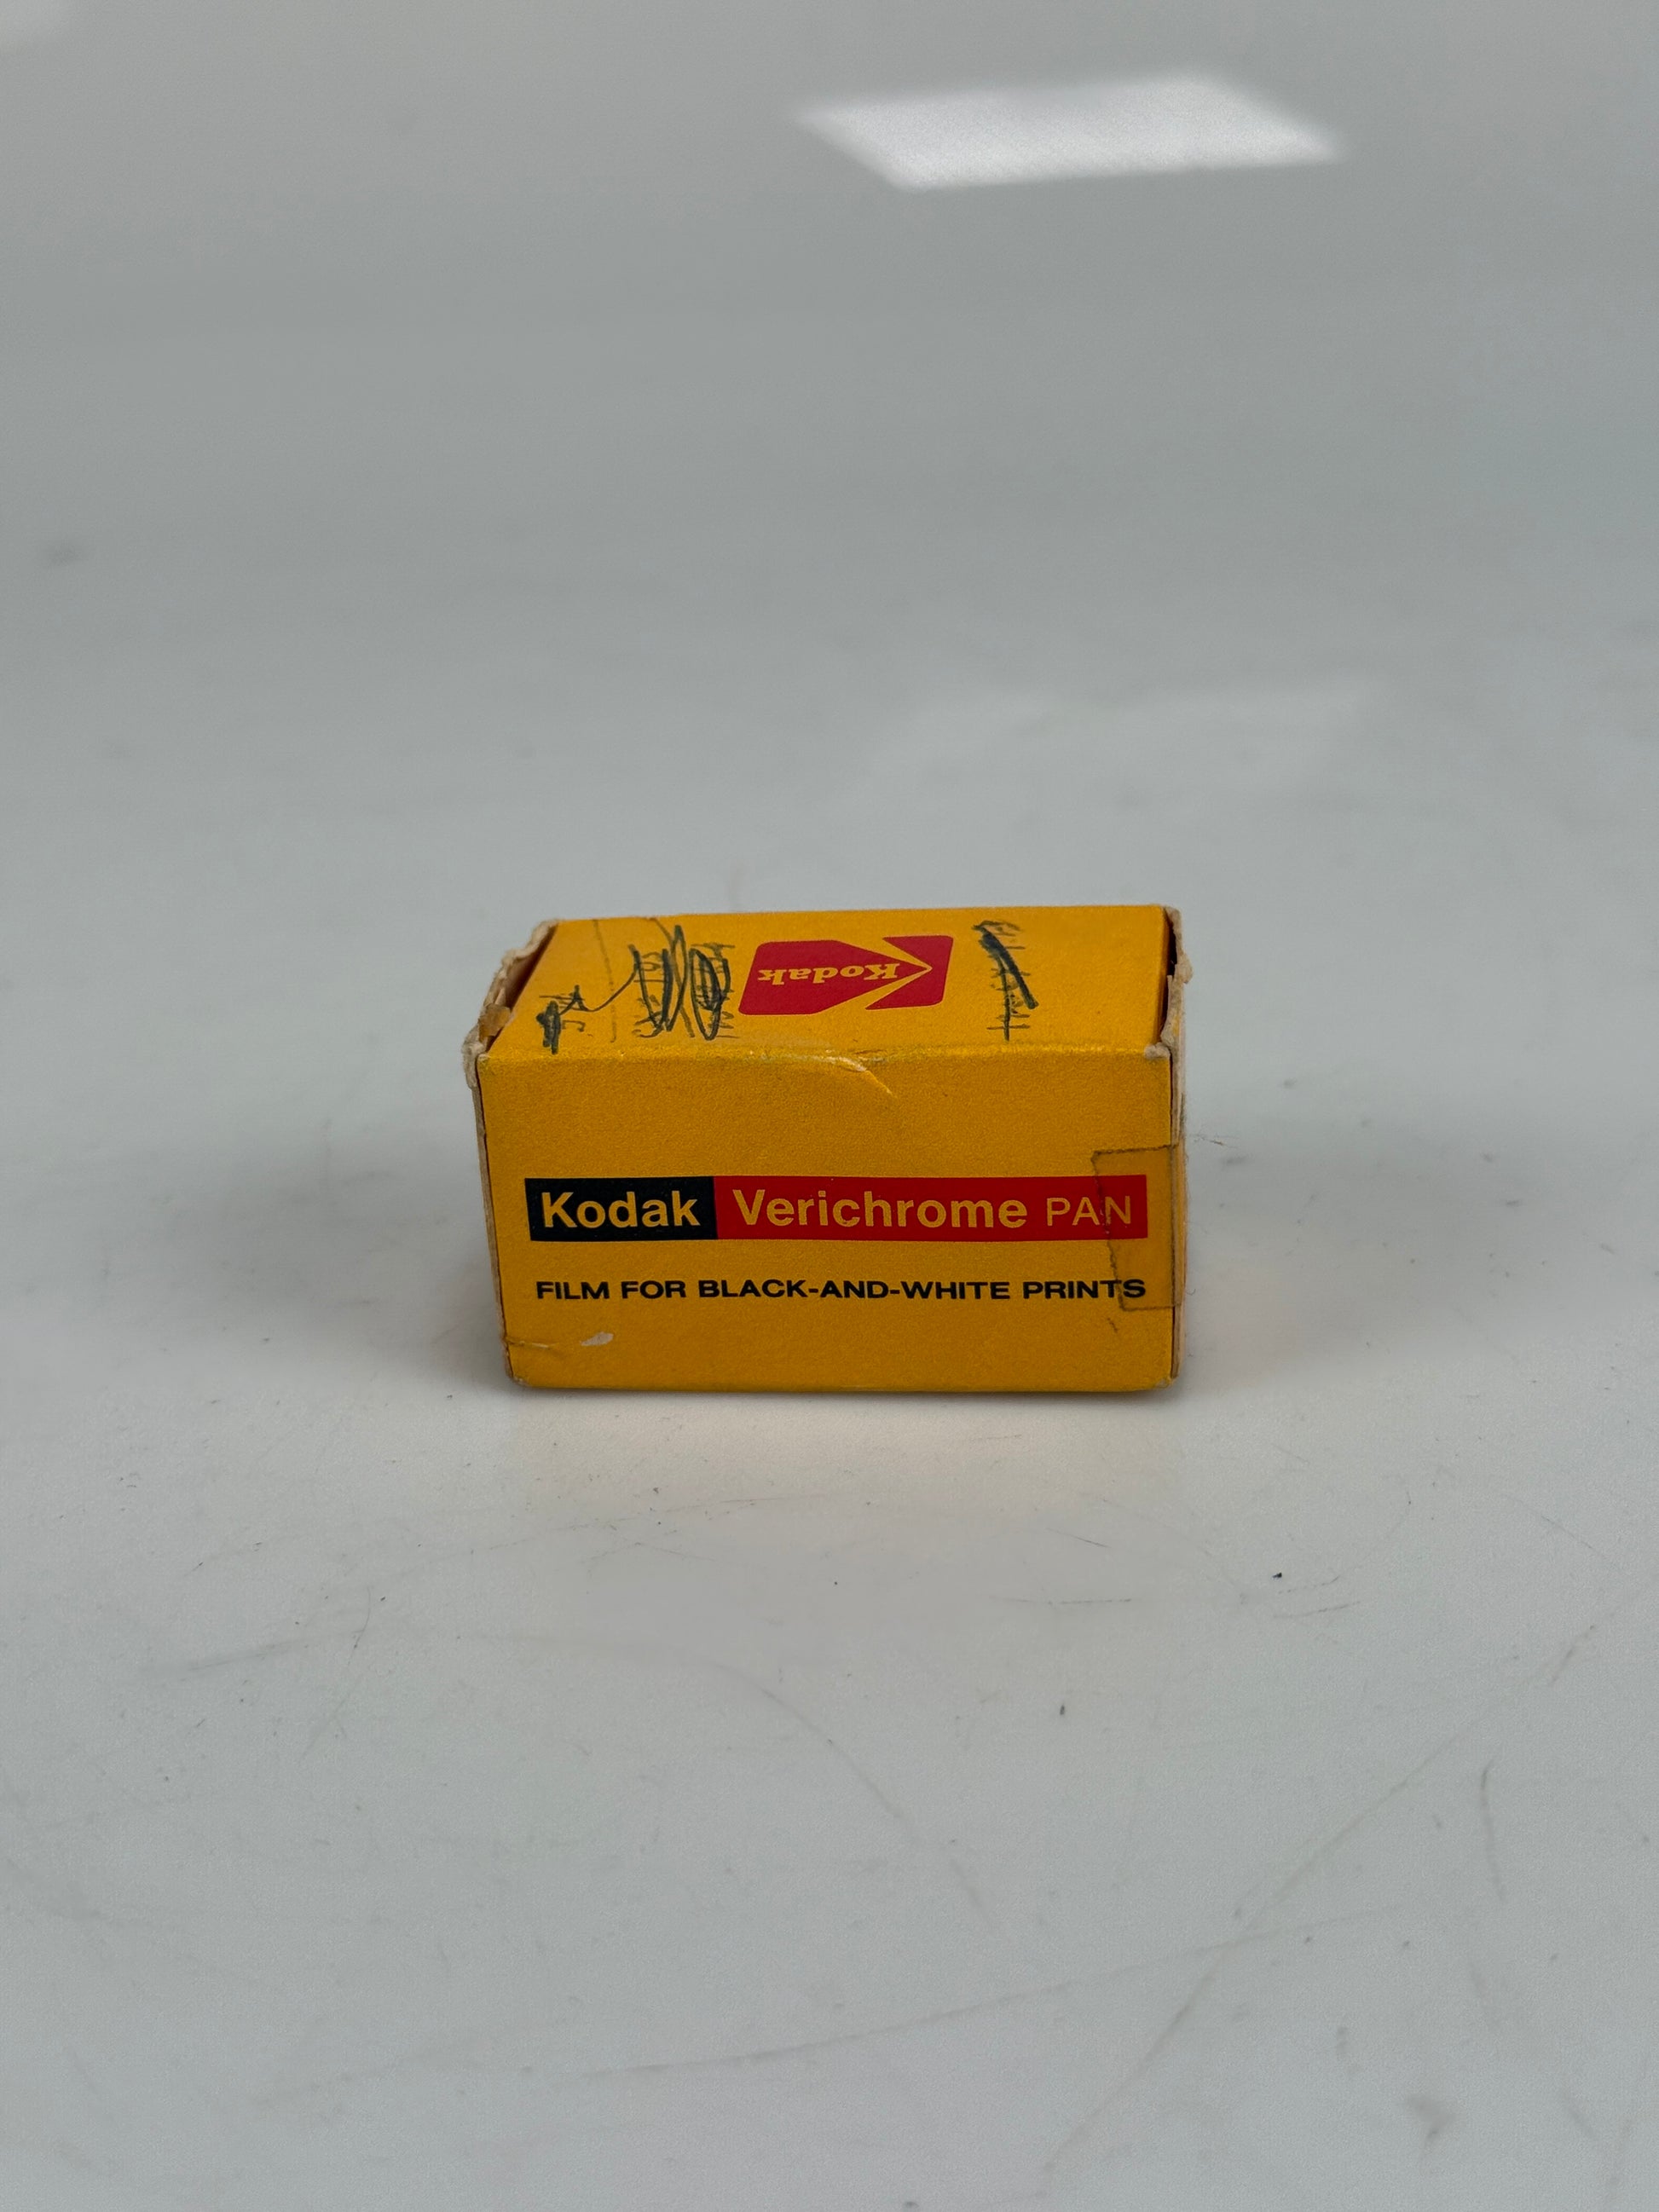 Kodak
Kodak Verichrome PAN
FILM FOR BLACK-AND-WHITE PRINTS